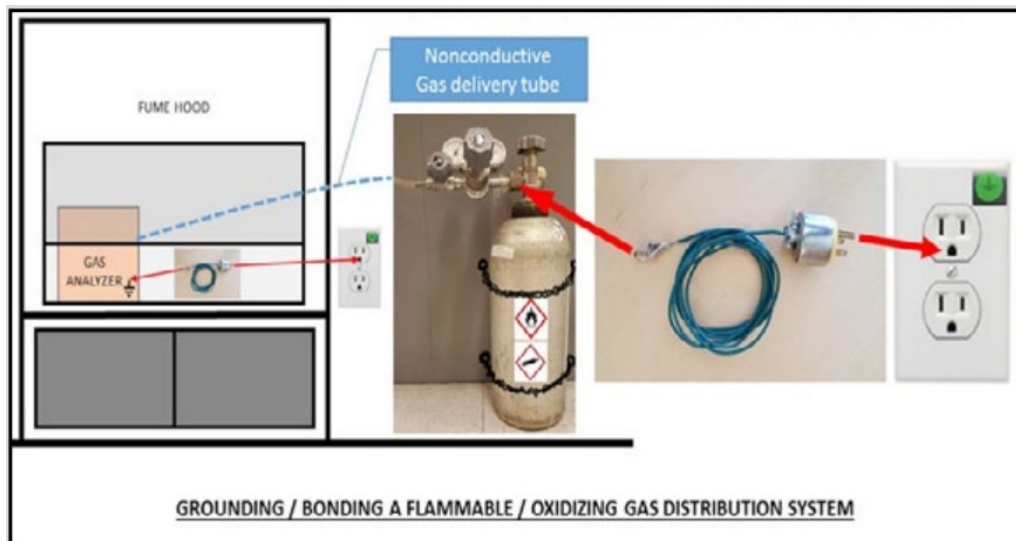 Nonconductive
Gas delivery tube
FUME HOOD
GAS
ANALYZER
GROUNDING / BONDING A FLAMMABLE / OXIDIZING GAS DISTRIBUTION SYSTEM